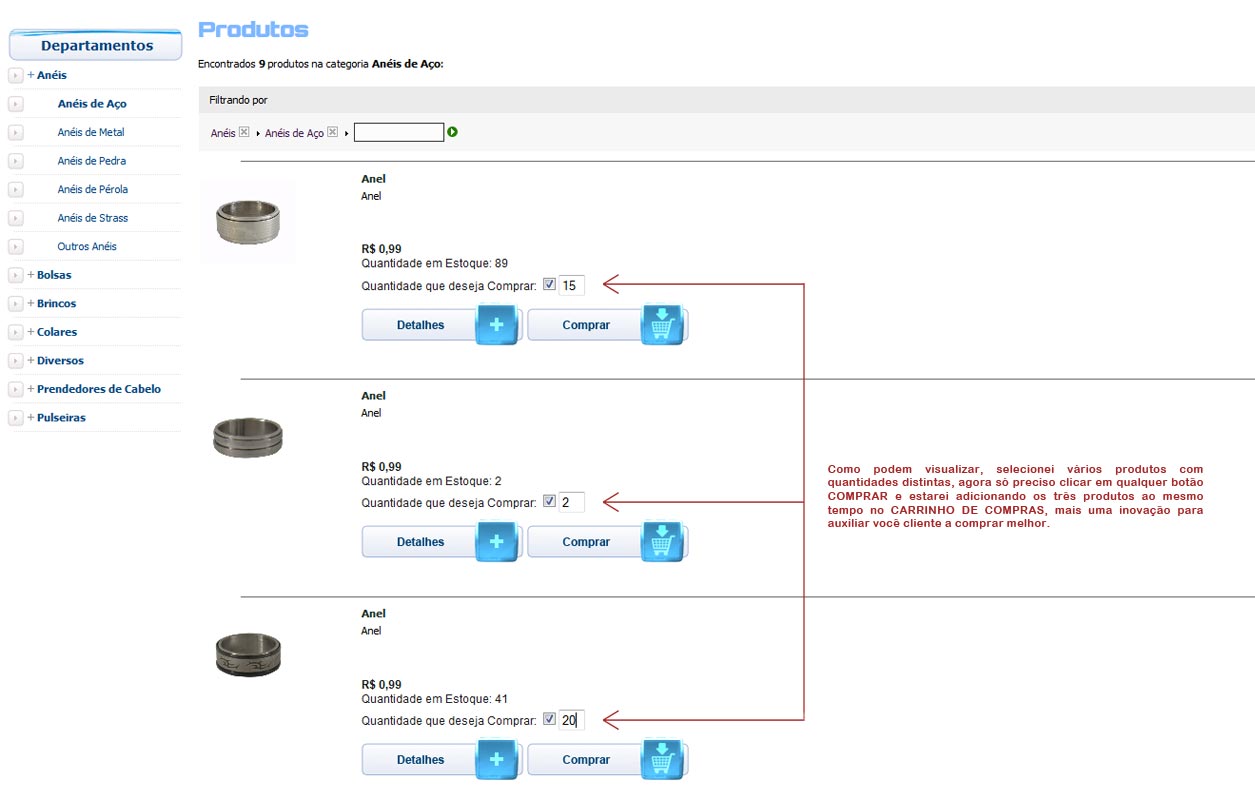 Produtos
Departamentos
Encontrados 9 produtos na categoria Anéis de Aço:
+ Anéis
Anéis de Aço
Anéis de Metal
Anéis de Pedra
Anéis de Pérola
Anéis de Strass
Outros Anéis
+ Bolsas
+ Brincos
+ Colares
+ Diversos
+ Prendedores de Cabelo
+ Pulseiras
Filtrando por
Anéis Anéis de Aço
Anel
Anel
R$ 0,99
Quantidade em Estoque: 89
Quantidade que deseja Comprar: 15
Detalhes Comprar
Anel
Anel
R$ 0,99
Quantidade em Estoque: 2
Quantidade que deseja Comprar: 2
Detalhes Comprar
Anel
Anel
R$ 0,99
Quantidade em Estoque: 41
Quantidade que deseja Comprar: 20
Detalhes Comprar
Como podem visualizar, selecionei vários produtos com
quantidades distintas, agora só preciso clicar em qualquer botão
COMPRAR e estarei adicionando os três produtos ao mesmo
tempo no CARRINHO DE COMPRAS, mais uma inovação para
auxiliar você cliente a comprar melhor.